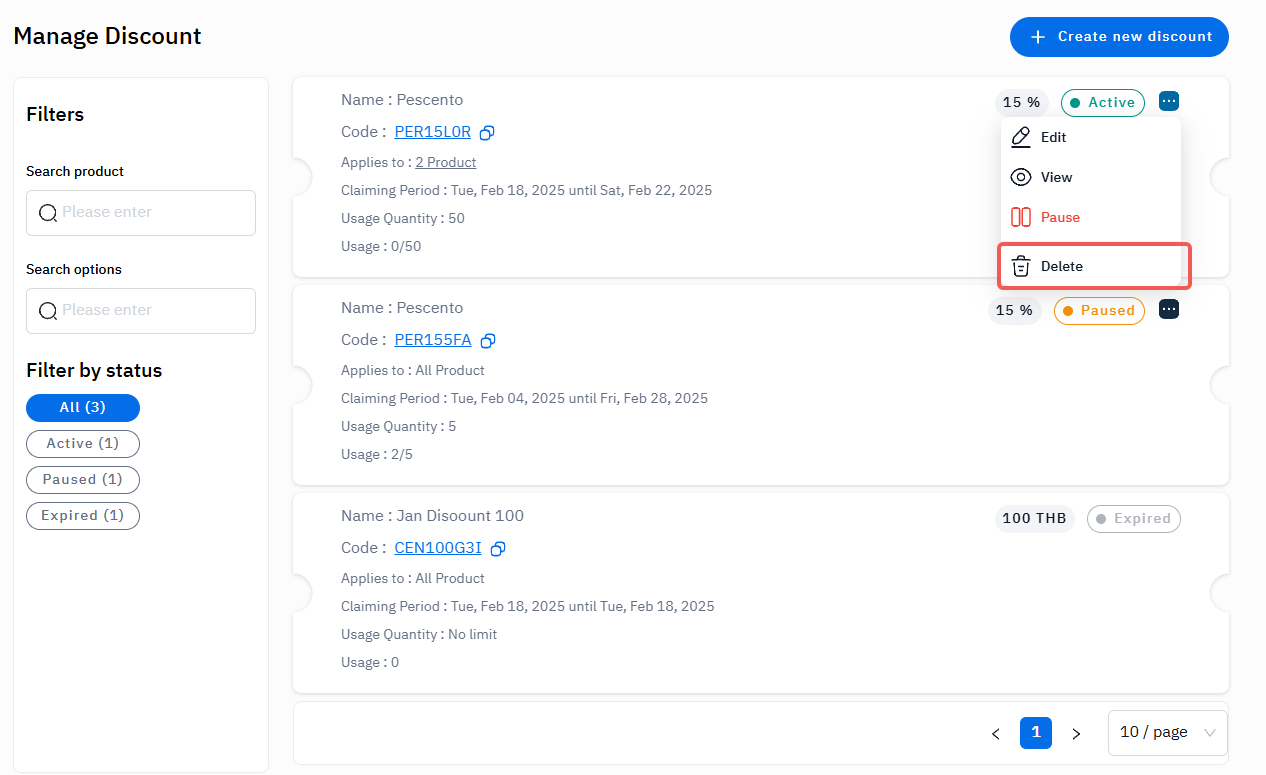 Manage Discount
Create new discount
Filters
Search product
Please enter
Search options
Please enter
Filter by status
All (3)
Active (1)
Paused (1)
Expired (1)
Name : Pescento
15 %
Active
Code : PER15L0R
Applies to : 2 Product
Claiming Period : Tue, Feb 18, 2025 until Sat, Feb 22, 2025
Usage Quantity : 50
Usage : 0/50
Edit
View
Pause
Delete
Name : Pescento
15 %
Paused
Code : PER155FA
Applies to : All Product
Claiming Period : Tue, Feb 04, 2025 until Fri, Feb 28, 2025
Usage Quantity : 5
Usage : 2/5
Name : Jan Disoount 100
100 THB
Expired
Code : CEN100G3I
Applies to : All Product
Claiming Period : Tue, Feb 18, 2025 until Tue, Feb 18, 2025
Usage Quantity : No limit
Usage : 0
1
10 / page